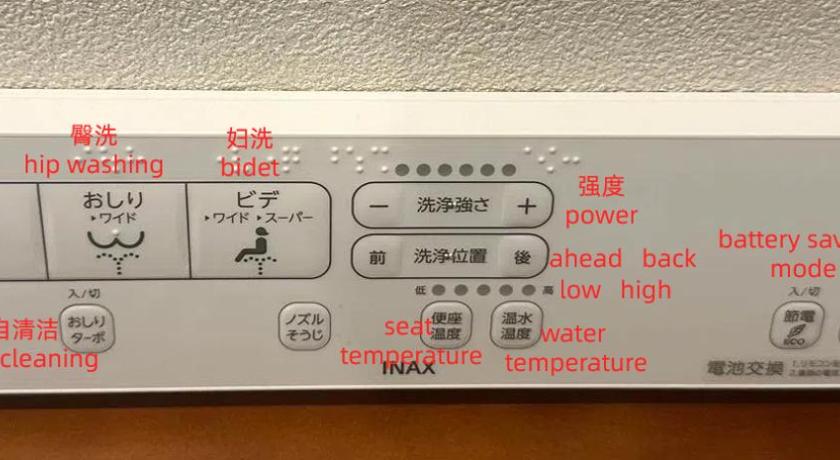 臀洗
hip washing
妇洗
bidet
おしり
▸ワイド
ビデ
▸ワイド ▸スーパー
− 洗浄強さ ＋
强度
power
前 洗浄位置 後
ahead back
低 高
low high
battery sav
mode
入/切
おしり
ターボ
自清洁
cleaning
ノズル
そうじ
便座
温度
seat
temperature
温水
温度
water
temperature
入/切
節電
ECO
INAX
電池交換